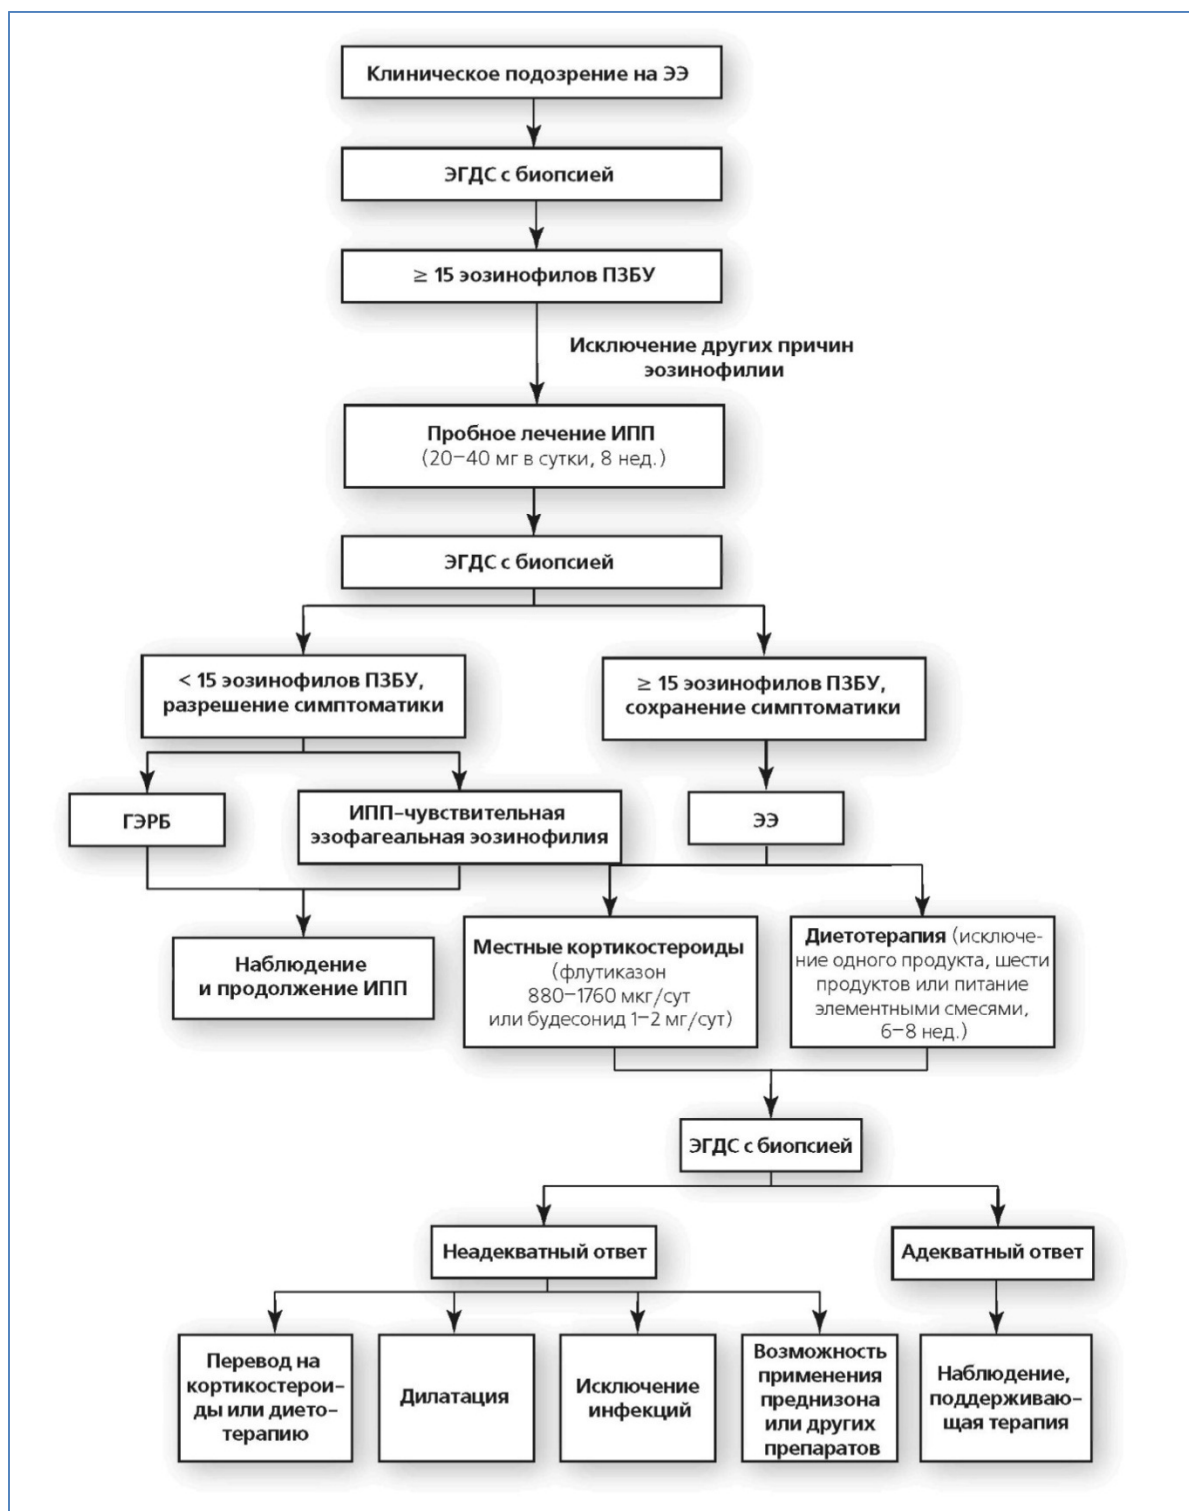 Клиническое подозрение на ЭЭ
ЭГДС с биопсией
≥ 15 эозинофилов ПЗБУ
Исключение других причин
эозинофилии
Пробное лечение ИПП
(20–40 мг в сутки, 8 нед.)
ЭГДС с биопсией
< 15 эозинофилов ПЗБУ,
разрешение симптоматики
≥ 15 эозинофилов ПЗБУ,
сохранение симптоматики
ГЭРБ
ИПП–чувствительная
эзофагеальная эозинофилия
ЭЭ
Наблюдение
и продолжение ИПП
Местные кортикостероиды
(флутиказон
880–1760 мкг/сут
или будесонид 1–2 мг/сут)
Диетотерапия (исключе-
ние одного продукта, шести
продуктов или питание
элементными смесями,
6–8 нед.)
ЭГДС с биопсией
Неадекватный ответ
Адекватный ответ
Перевод на
кортикостерои-
ды или дието-
терапию
Дилатация
Исключение
инфекций
Возможность
применения
преднизона
или других
препаратов
Наблюдение,
поддерживаю-
щая терапия